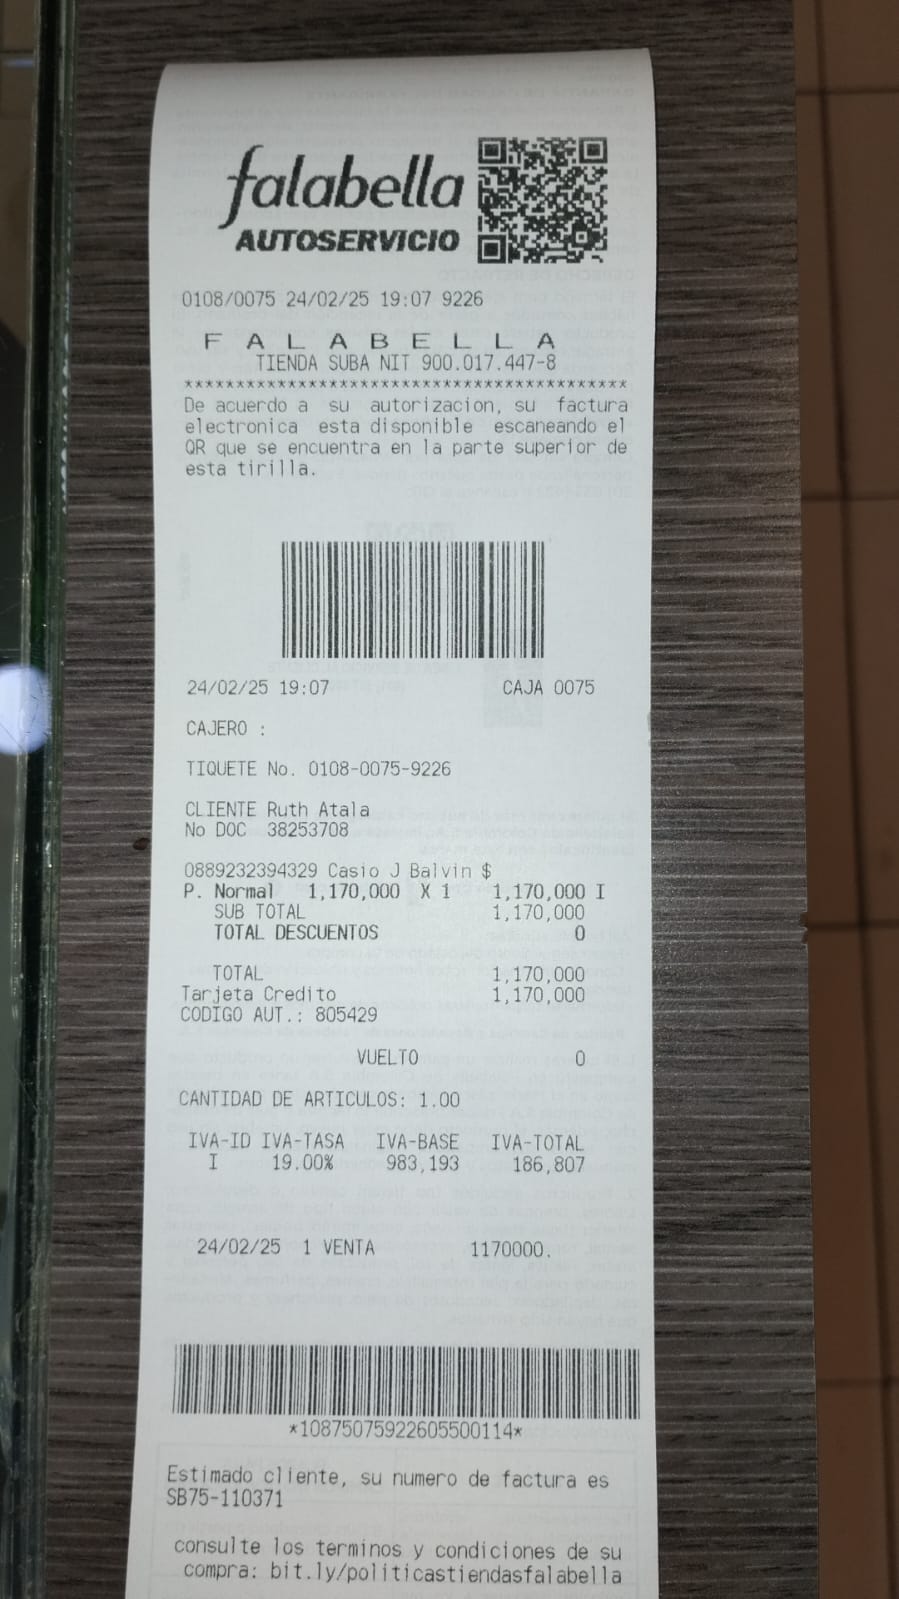 falabella
AUTOSERVICIO
0108/0075 24/02/25 19:07 9226
F A L A B E L L A
TIENDA SUBA NIT 900.017.447-8
*******************************************
De acuerdo a su autorizacion, su factura
electronica esta disponible escaneando el
QR que se encuentra en la parte superior de
esta tirilla.
24/02/25 19:07 CAJA 0075
CAJERO :
TIQUETE No. 0108-0075-9226
CLIENTE Ruth Atala
No DOC 38253708
0889232394329 Casio J Balvin $
P. Normal 1,170,000 X 1 1,170,000 I
SUB TOTAL 1,170,000
TOTAL DESCUENTOS 0
TOTAL 1,170,000
Tarjeta Credito 1,170,000
CODIGO AUT.: 805429
VUELTO 0
CANTIDAD DE ARTICULOS: 1.00
IVA-ID IVA-TASA IVA-BASE IVA-TOTAL
I 19.00% 983,193 186,807
24/02/25 1 VENTA 1170000.
*10875075922605500114*
Estimado cliente, su numero de factura es
SB75-110371
consulte los terminos y condiciones de su
compra: bit.ly/politicastiendasfalabella